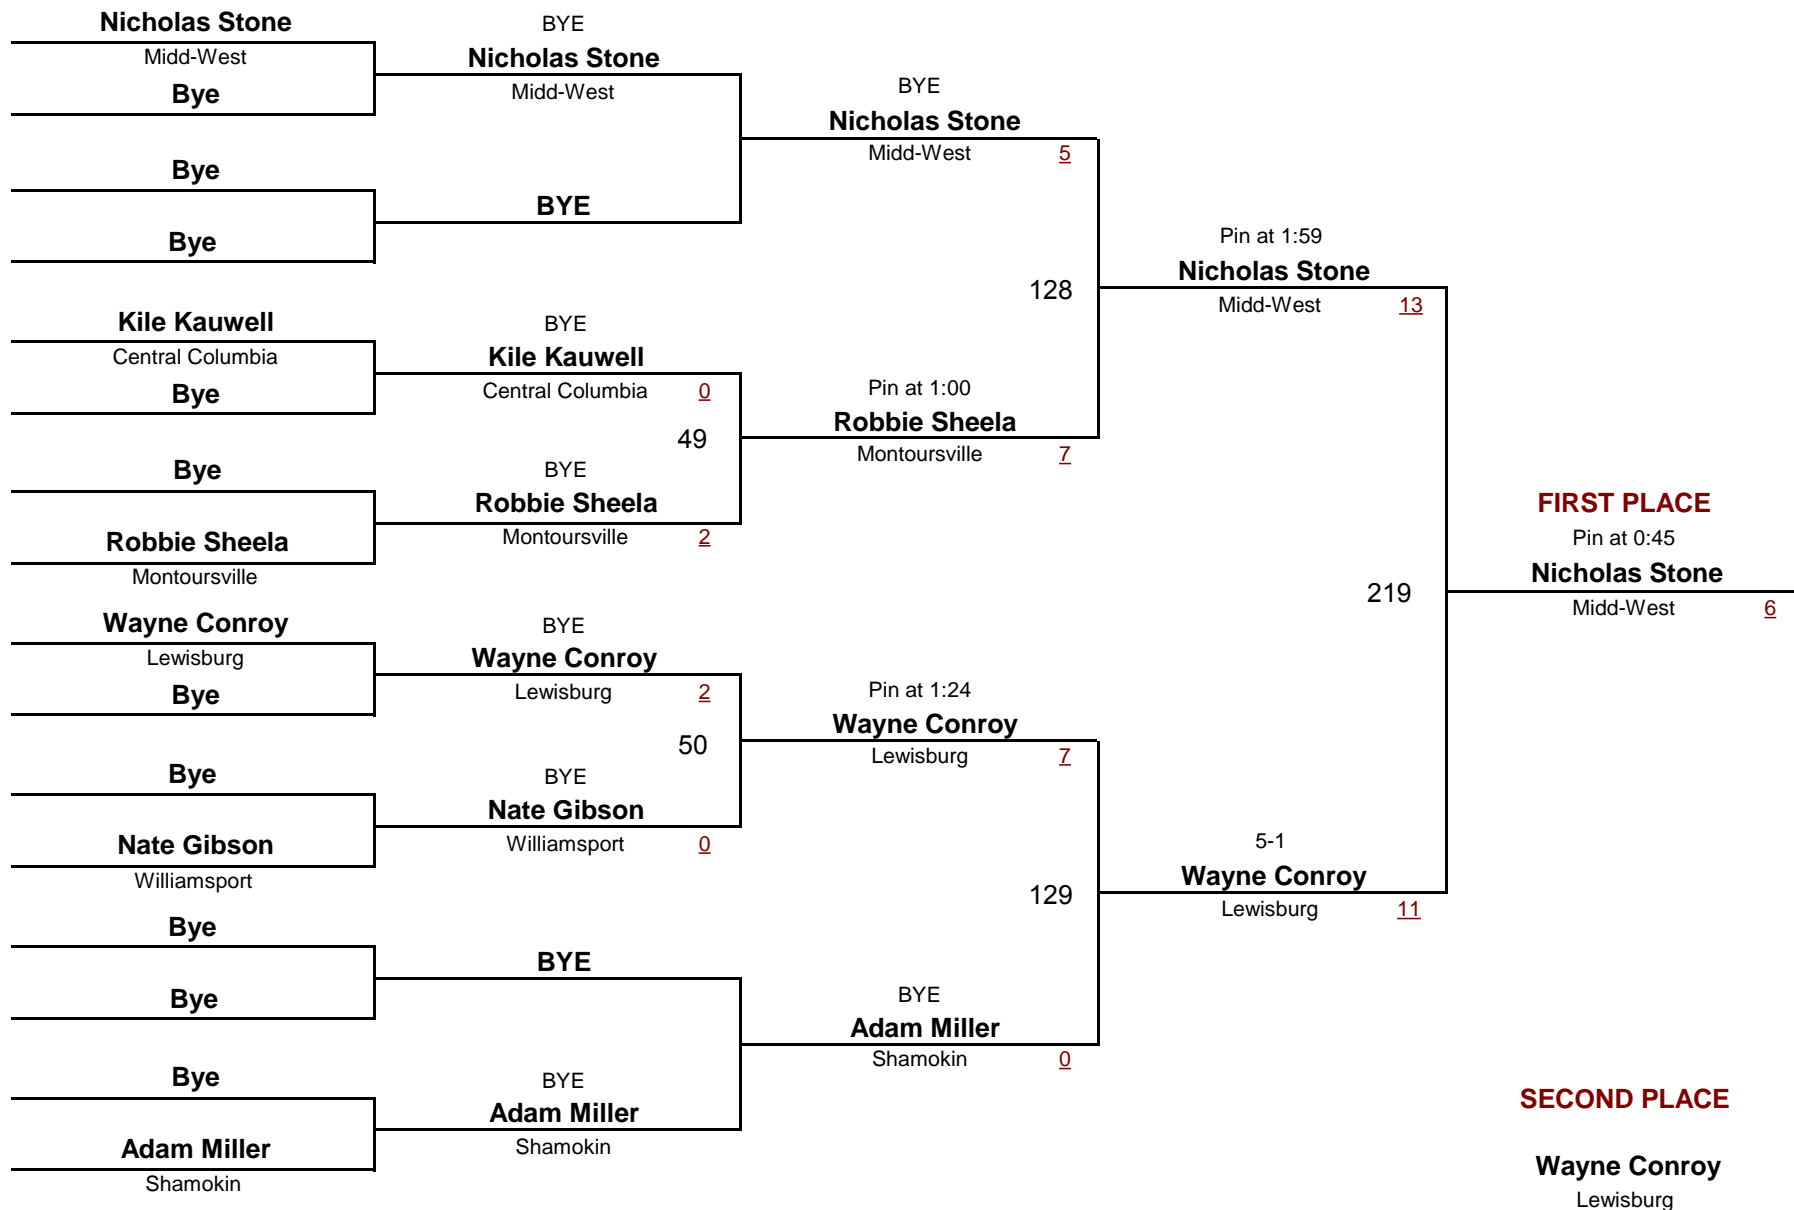 Nicholas Stone
Midd-West
Bye
Bye
Bye
Kile Kauwell
Central Columbia
Bye
Bye
Robbie Sheela
Montoursville
Wayne Conroy
Lewisburg
Bye
Bye
Nate Gibson
Williamsport
Bye
Bye
Bye
Adam Miller
Shamokin
BYE
Nicholas Stone
Midd-West
BYE
BYE
Kile Kauwell
Central Columbia 0
49
BYE
Robbie Sheela
Montoursville 2
BYE
Wayne Conroy
Lewisburg 2
50
BYE
Nate Gibson
Williamsport 0
BYE
BYE
Adam Miller
Shamokin
BYE
Nicholas Stone
Midd-West 5
128
Pin at 1:00
Robbie Sheela
Montoursville 7
Pin at 1:24
Wayne Conroy
Lewisburg 7
129
BYE
Adam Miller
Shamokin 0
Pin at 1:59
Nicholas Stone
Midd-West 13
219
5-1
Wayne Conroy
Lewisburg 11
FIRST PLACE
Pin at 0:45
Nicholas Stone
Midd-West 6
SECOND PLACE
Wayne Conroy
Lewisburg